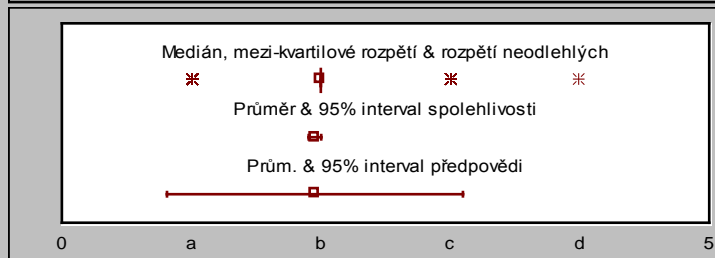 Medián, mezi-kvartilové rozpětí & rozpětí neodlehlých
Průměr & 95% interval spolehlivosti
Prům. & 95% interval předpovědi
0 a b c d 5